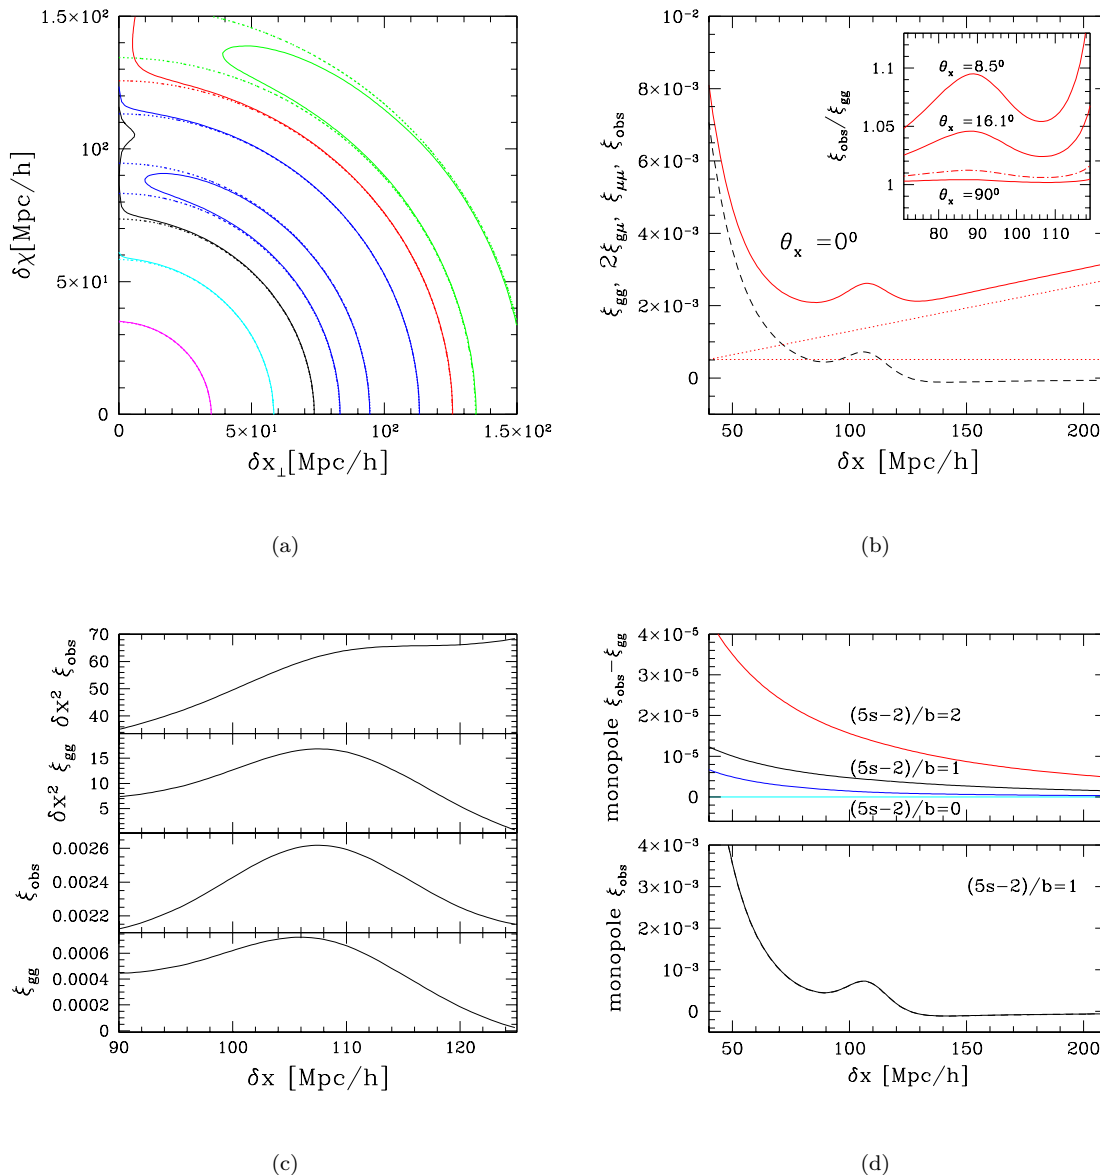 1.5×10²
10²
5×10¹
0
δχ[Mpc/h]
0
5×10¹
10²
1.5×10²
δx⊥[Mpc/h]
(a)
10⁻²
8×10⁻³
6×10⁻³
4×10⁻³
2×10⁻³
0
ξgg, 2ξgμ, ξμμ, ξobs
θx =0⁰
1.1
1.05
1
ξobs/ξgg
θx =8.5⁰
θx =16.1⁰
θx =90⁰
80
90
100
110
50
100
150
200
δx [Mpc/h]
(b)
70
60
50
40
δx² ξobs
15
10
5
δx² ξgg
0.0026
0.0024
0.0022
ξobs
0.0006
0.0004
0.0002
0
ξgg
90
100
110
120
δx [Mpc/h]
(c)
4×10⁻⁵
2×10⁻⁵
10⁻⁵
0
monopole ξobs−ξgg
(5s−2)/b=2
(5s−2)/b=1
(5s−2)/b=0
4×10⁻³
3×10⁻³
2×10⁻³
10⁻³
0
monopole ξobs
(5s−2)/b=1
50
100
150
200
δx [Mpc/h]
(d)